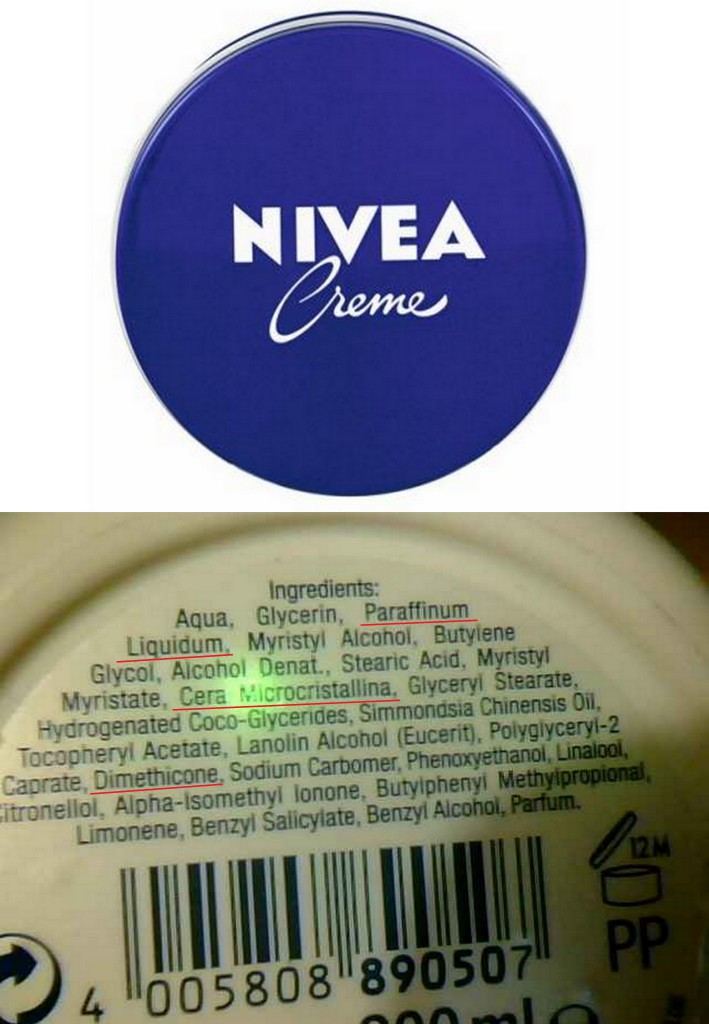 NIVEA
Creme
Ingredients:
Aqua, Glycerin, Paraffinum
Liquidum, Myristyl Alcohol, Butylene
Glycol, Alcohol Denat., Stearic Acid, Myristyl
Myristate, Cera Microcristallina, Glyceryl Stearate,
Hydrogenated Coco-Glycerides, Simmondsia Chinensis Oil,
Tocopheryl Acetate, Lanolin Alcohol (Eucerit), Polyglyceryl-2
Caprate, Dimethicone, Sodium Carbomer, Phenoxyethanol, Linalool,
Citronellol, Alpha-Isomethyl Ionone, Butylphenyl Methylpropional,
Limonene, Benzyl Salicylate, Benzyl Alcohol, Parfum.
12M
PP
4 005808 890507
ml